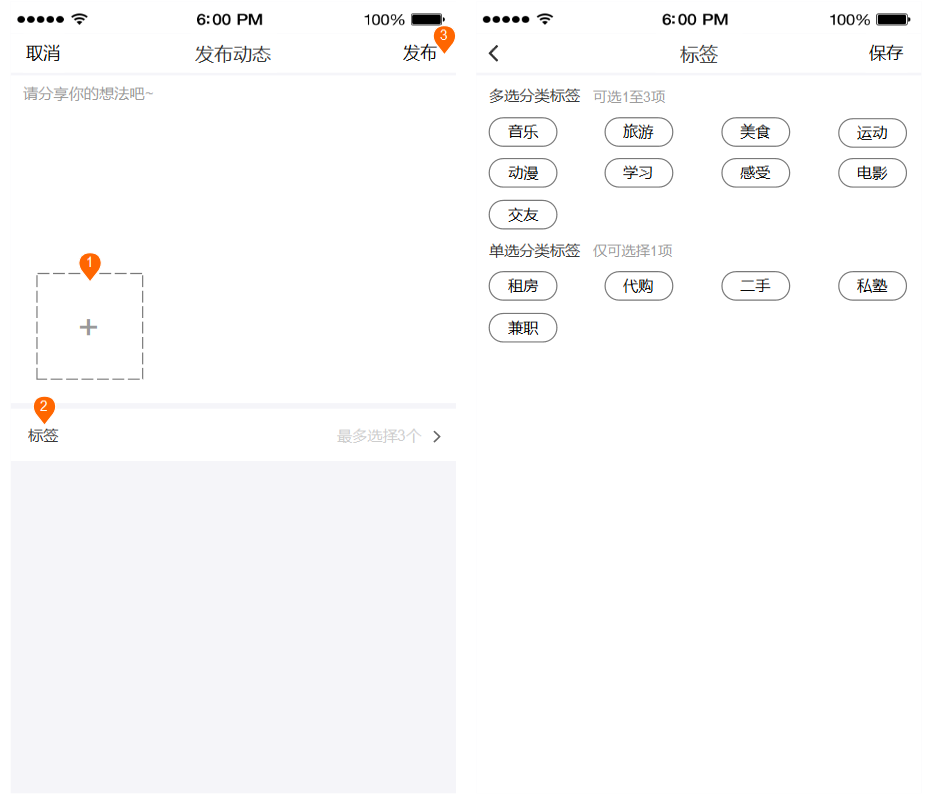 6:00 PM 100%
3
取消 发布动态 发布
请分享你的想法吧~
1
+
2
标签 最多选择3个
6:00 PM 100%
标签 保存
多选分类标签 可选1至3项
音乐 旅游 美食 运动
动漫 学习 感受 电影
交友
单选分类标签 仅可选择1项
租房 代购 二手 私塾
兼职